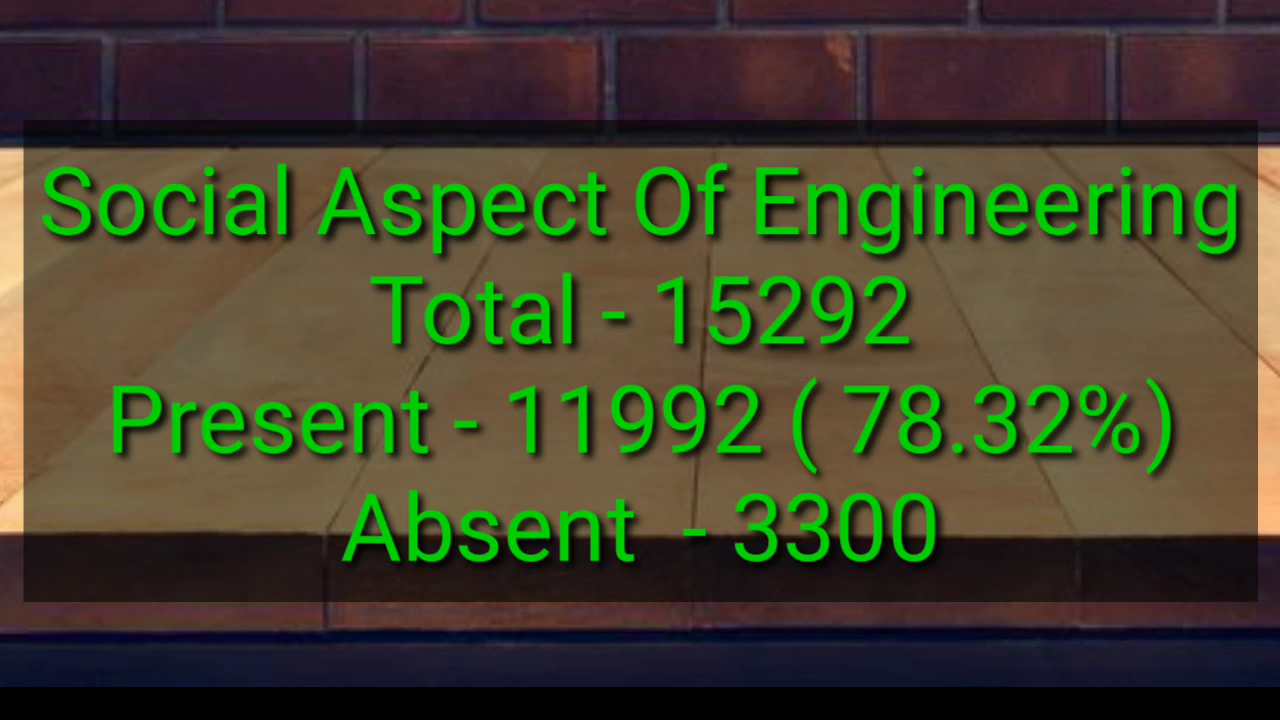 Social Aspect Of Engineering
Total - 15292
Present - 11992 ( 78.32%)
Absent  - 3300